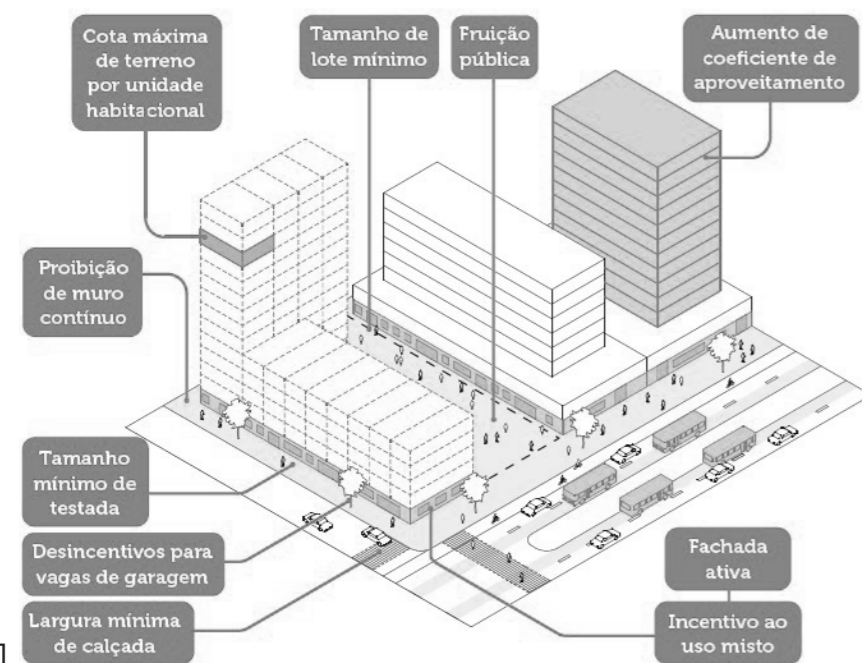 Cota máxima
de terreno
por unidade
habitacional
Tamanho de
lote mínimo
Fruição
pública
Aumento de
coeficiente de
aproveitamento
Proibição
de muro
contínuo
Tamanho
mínimo de
testada
Desincentivos para
vagas de garagem
Largura mínima
de calçada
Fachada
ativa
Incentivo ao
uso misto
]